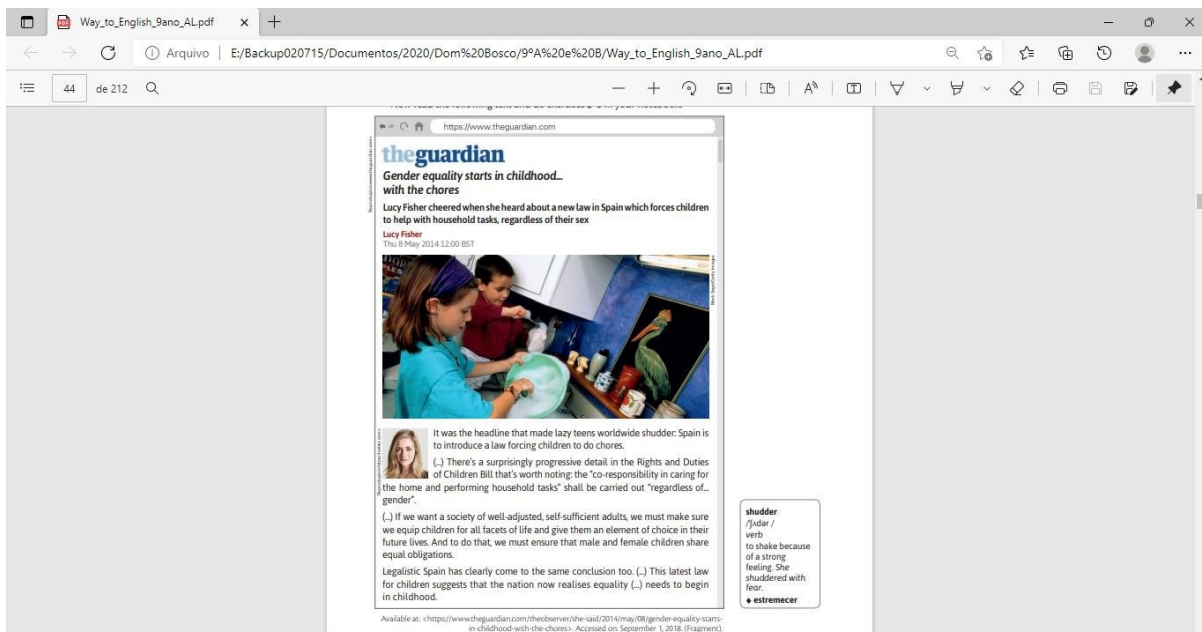 Way_to_English_9ano_AL.pdf
Arquivo
E:/Backup020715/Documentos/2020/Dom%20Bosco/9°A%20e%20B/Way_to_English_9ano_AL.pdf
44 de 212
https://www.theguardian.com
theguardian
Gender equality starts in childhood...
with the chores
Lucy Fisher cheered when she heard about a new law in Spain which forces children
to help with household tasks, regardless of their sex
Lucy Fisher
Thu 8 May 2014 12.00 BST
It was the headline that made lazy teens worldwide shudder: Spain is
to introduce a law forcing children to do chores.
(...) There's a surprisingly progressive detail in the Rights and Duties
of Children Bill that's worth noting: the "co-responsibility in caring for
the home and performing household tasks" shall be carried out "regardless of...
gender".
(...) If we want a society of well-adjusted, self-sufficient adults, we must make sure
we equip children for all facets of life and give them an element of choice in their
future lives. And to do that, we must ensure that male and female children share
equal obligations.
Legalistic Spain has clearly come to the same conclusion too. (...) This latest law
for children suggests that the nation now realises equality (...) needs to begin
in childhood.
shudder
/ˈʃʌdər /
verb
to shake because
of a strong
feeling. She
shuddered with
fear.
♦ estremecer
Available at: <https://www.theguardian.com/theobserver/she-said/2014/may/08/gender-equality-starts-
in-childhood-with-the-chores>. Accessed on: September 1, 2018. (Fragment).